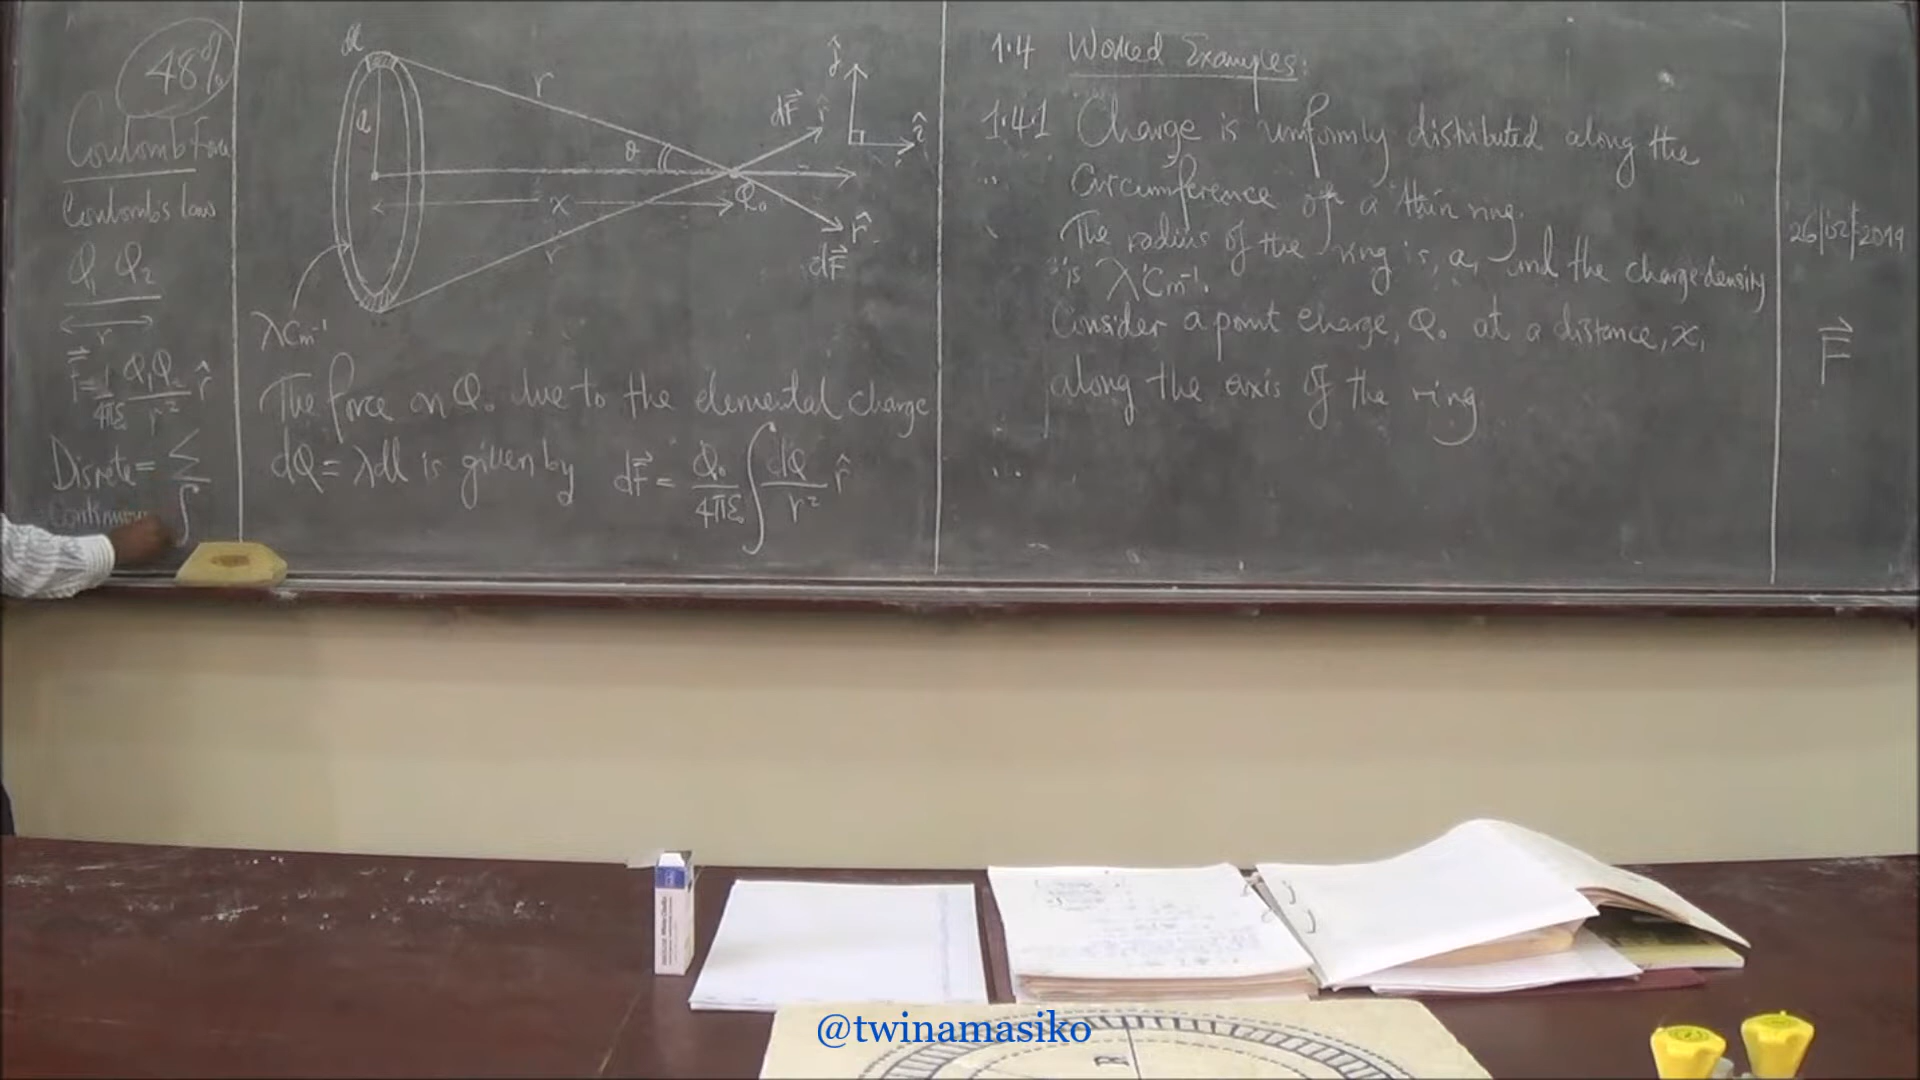 48%
Coulomb Force
Coulomb's law
Q₁ Q₂
r
F⃗ = 1/4πε Q₁Q₂/r² r̂
Discrete = Σ
Continuous ∫
dl
a
r
θ
x
r
Q₀
dF⃗ r̂
r̂
dF⃗
ĵ
î
λCm⁻¹
The force on Q₀ due to the elemental charge
dQ = λdl is given by dF⃗ = Q₀/4πε₀ ∫ dQ/r² r̂
1.4 Worked Examples:
1.4.1 Charge is uniformly distributed along the
circumference of a thin ring.
The radius of the ring is, a, and the charge density
is λCm⁻¹.
Consider a point charge, Q₀ at a distance, x,
along the axis of the ring
...
2019
F⃗
R
@twinamasiko